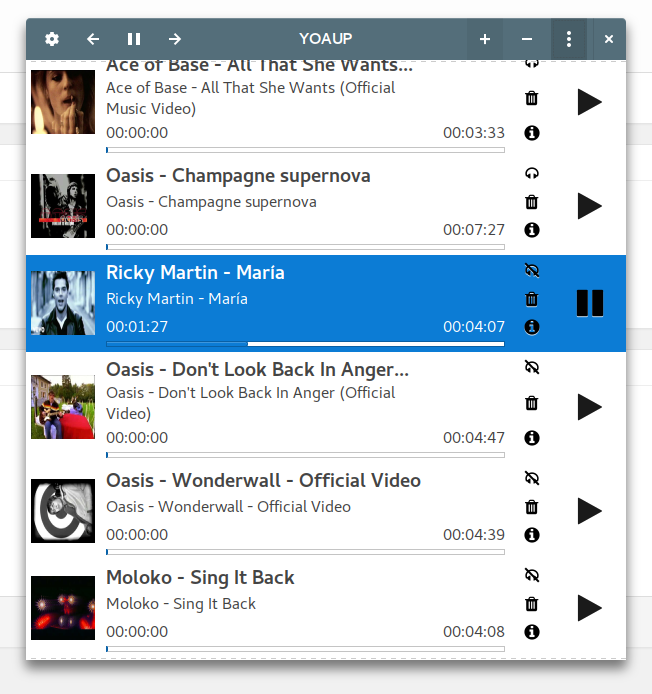 YOAUP
Ace of Base - All That She Wants...
Ace of Base - All That She Wants (Official
Music Video)
00:00:00 00:03:33
Oasis - Champagne supernova
Oasis - Champagne supernova
00:00:00 00:07:27
Ricky Martin - María
Ricky Martin - María
00:01:27 00:04:07
Oasis - Don't Look Back In Anger...
Oasis - Don't Look Back In Anger (Official
Video)
00:00:00 00:04:47
Oasis - Wonderwall - Official Video
Oasis - Wonderwall - Official Video
00:00:00 00:04:39
Moloko - Sing It Back
Moloko - Sing It Back
00:00:00 00:04:08